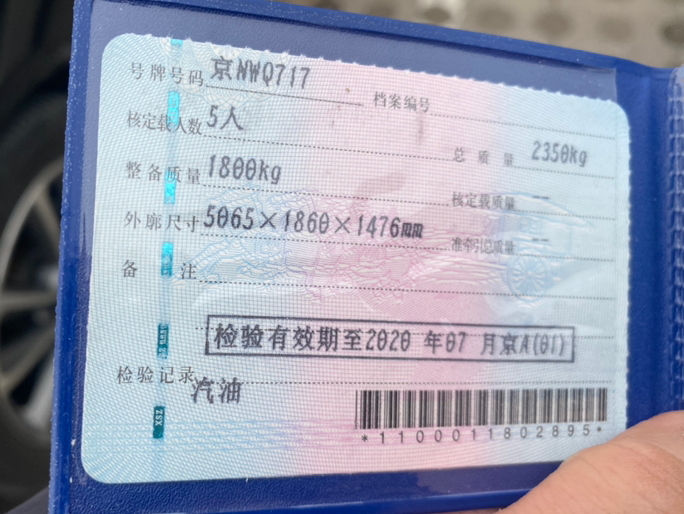 号牌号码 京NWQ717 档案编号
核定载人数 5人 总质量 2350kg
整备质量 1800kg 核定载质量 --
外廓尺寸 5065×1860×1476mm 准牵引总质量 --
备注
检验有效期至2020年07月京A(01)
检验记录 汽油
*1100011802895*
XSZ